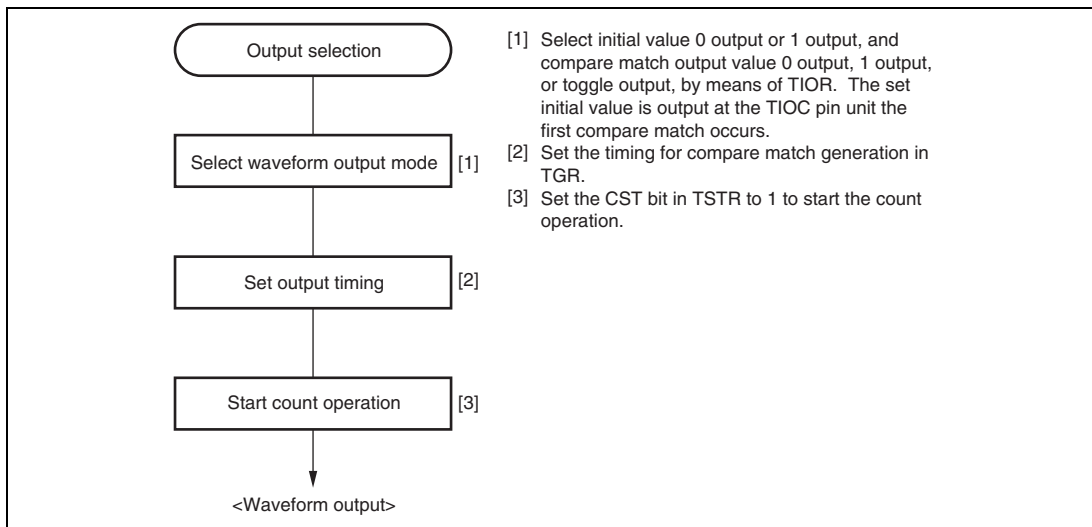 Output selection
Select waveform output mode [1]
Set output timing [2]
Start count operation [3]
<Waveform output>
[1] Select initial value 0 output or 1 output, and
compare match output value 0 output, 1 output,
or toggle output, by means of TIOR. The set
initial value is output at the TIOC pin unit the
first compare match occurs.
[2] Set the timing for compare match generation in
TGR.
[3] Set the CST bit in TSTR to 1 to start the count
operation.